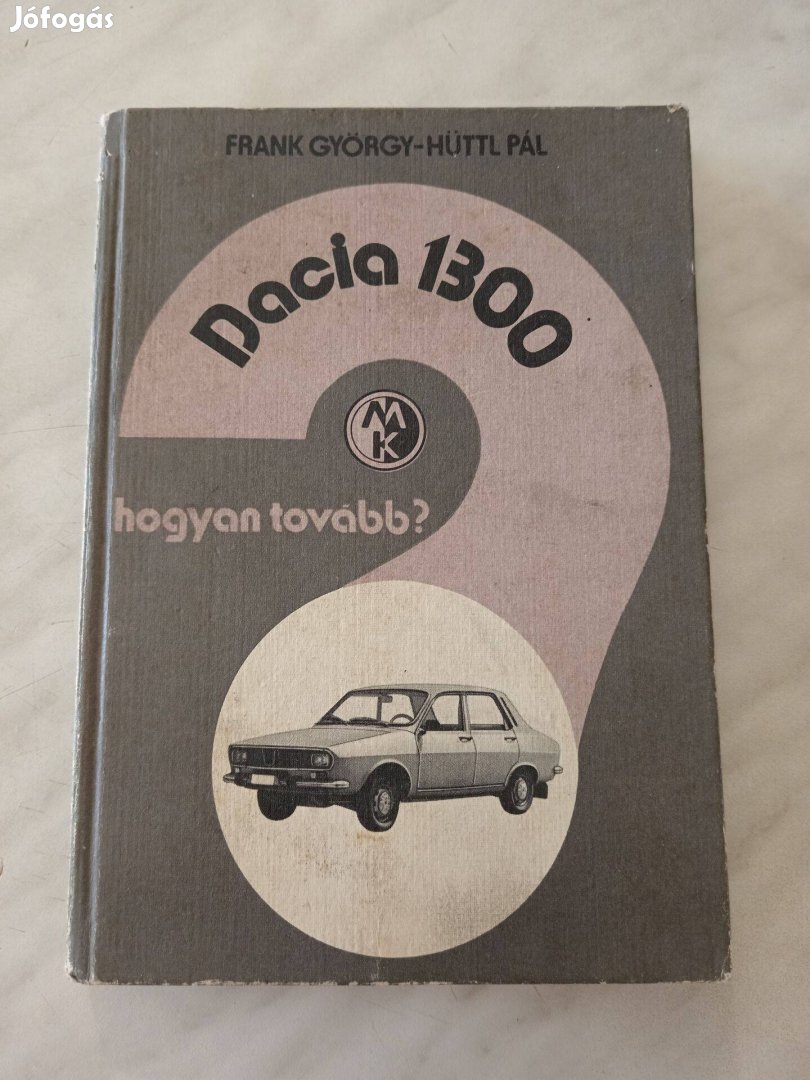 Jófogás
FRANK GYÖRGY-HÜTTL PÁL
Dacia 1300
MK
hogyan tovább?